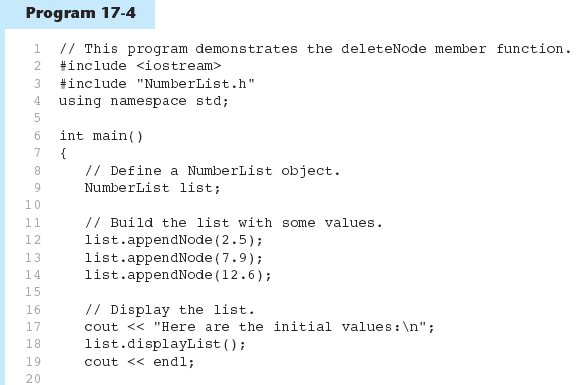 Program 17-4
1 // This program demonstrates the deleteNode member function.
2 #include <iostream>
3 #include "NumberList.h"
4 using namespace std;
5
6 int main()
7 {
8 // Define a NumberList object.
9 NumberList list;
10
11 // Build the list with some values.
12 list.appendNode(2.5);
13 list.appendNode(7.9);
14 list.appendNode(12.6);
15
16 // Display the list.
17 cout << "Here are the initial values:\n";
18 list.displayList();
19 cout << endl;
20